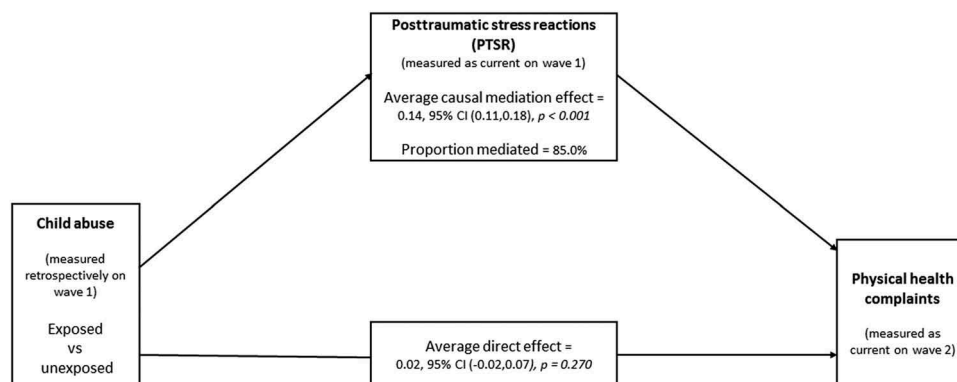 Posttraumatic stress reactions
(PTSR)
(measured as current on wave 1)
Average causal mediation effect =
0.14, 95% CI (0.11,0.18), p < 0.001
Proportion mediated = 85.0%
Child abuse
(measured
retrospectively on
wave 1)
Exposed
vs
unexposed
Average direct effect =
0.02, 95% CI (-0.02,0.07), p = 0.270
Physical health
complaints
(measured as
current on wave 2)